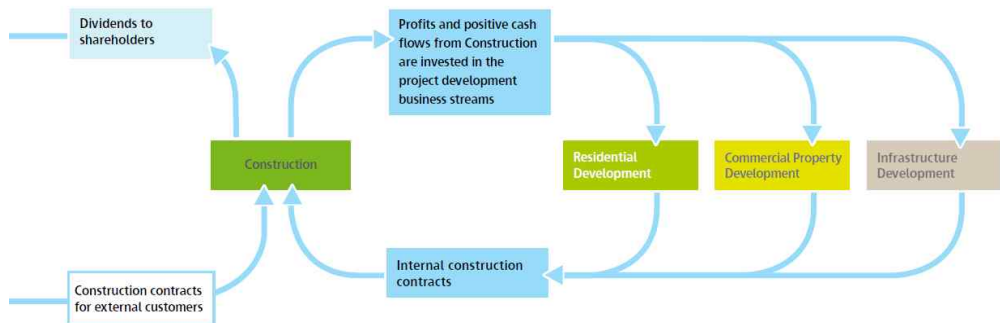 Dividends to
shareholders
Profits and positive cash
flows from Construction
are invested in the
project development
business streams
Construction
Residential
Development
Commercial Property
Development
Infrastructure
Development
Internal construction
contracts
Construction contracts
for external customers